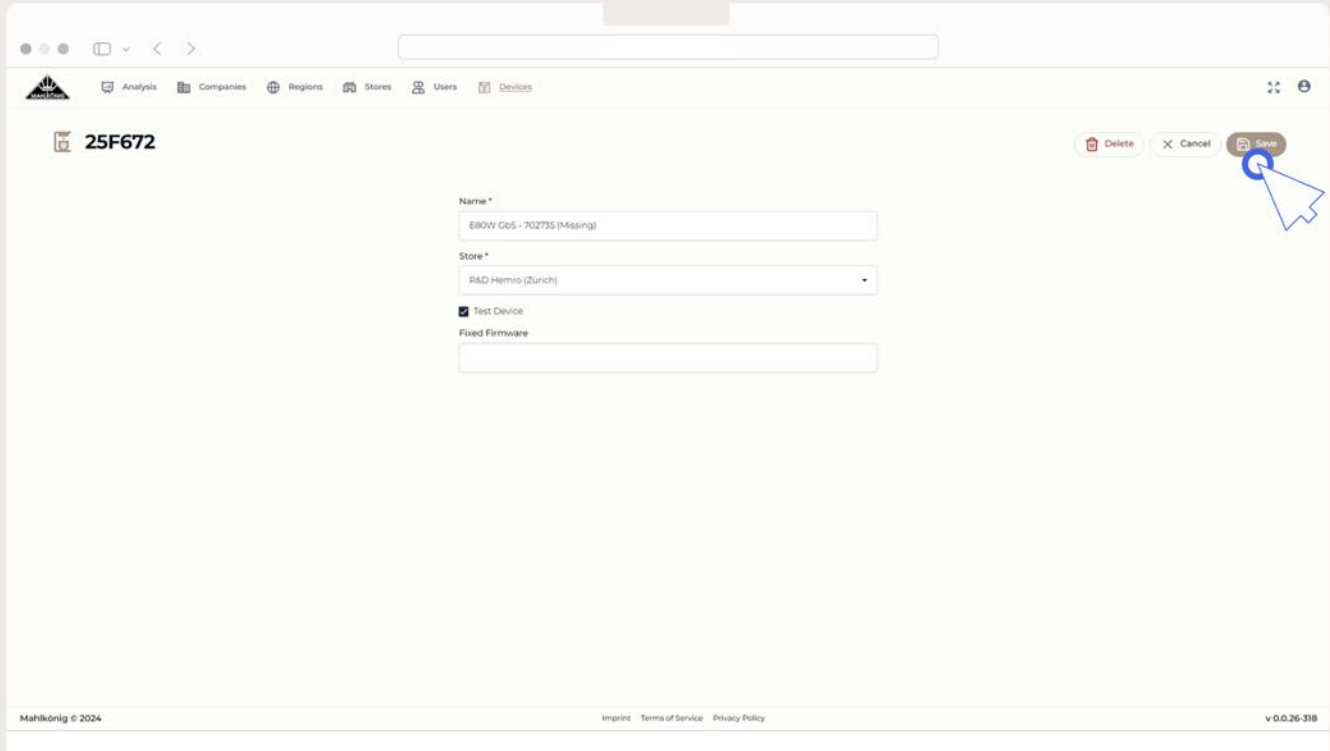 MAHLKÖNIG
Analysis Companies Regions Stores Users Devices
25F672
Delete Cancel Save
Name *
E80W GbS - 702735 (Missing)
Store *
R&D Hemro (Zürich)
Test Device
Fixed Firmware
Mahlkönig © 2024 Imprint Terms of Service Privacy Policy v 0.0.26-318